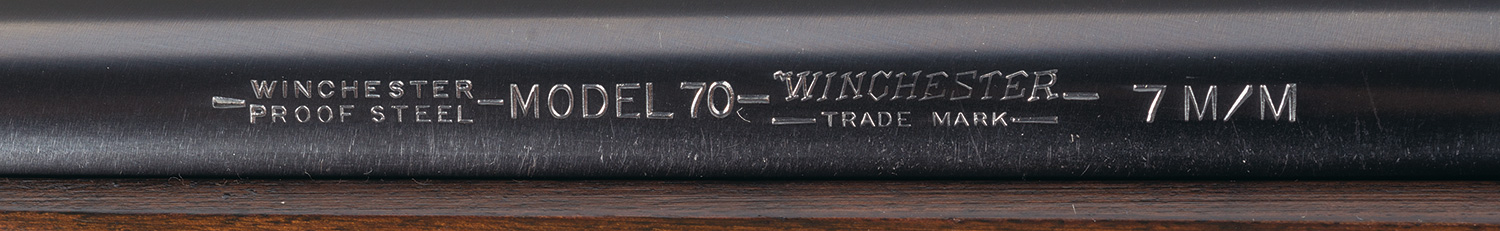 WINCHESTER
PROOF STEEL
-MODEL 70-
WINCHESTER
TRADE MARK
7 M/M